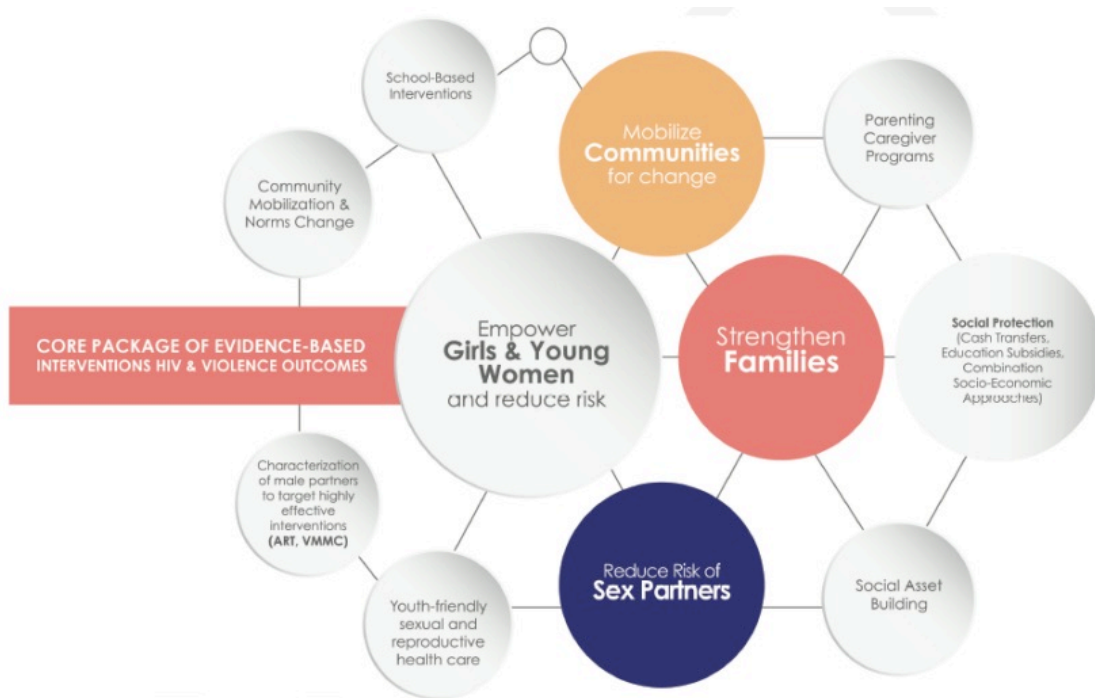 School-Based
Interventions
Mobilize
Communities
for change
Parenting
Caregiver
Programs
Community
Mobilization &
Norms Change
CORE PACKAGE OF EVIDENCE-BASED
INTERVENTIONS HIV & VIOLENCE OUTCOMES
Empower
Girls & Young
Women
and reduce risk
Strengthen
Families
Social Protection
(Cash Transfers,
Education Subsidies,
Combination
Socio-Economic
Approaches)
Characterization
of male partners
to target highly
effective
interventions
(ART, VMMC)
Youth-friendly
sexual and
reproductive
health care
Reduce Risk of
Sex Partners
Social Asset
Building